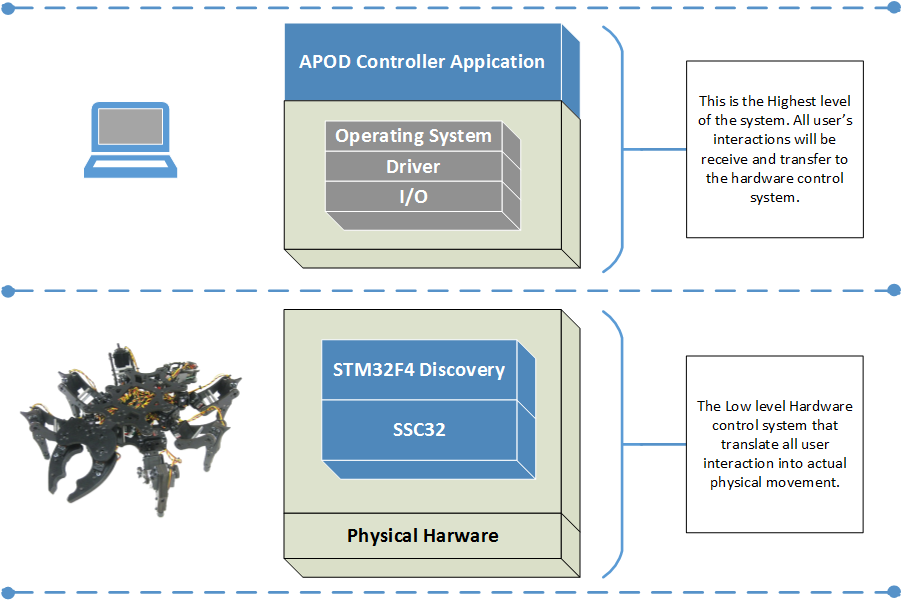 APOD Controller Appication
Operating System
Driver
I/O
This is the Highest level
of the system. All user's
interactions will be
receive and transfer to
the hardware control
system.
STM32F4 Discovery
SSC32
Physical Harware
The Low level Hardware
control system that
translate all user
interaction into actual
physical movement.